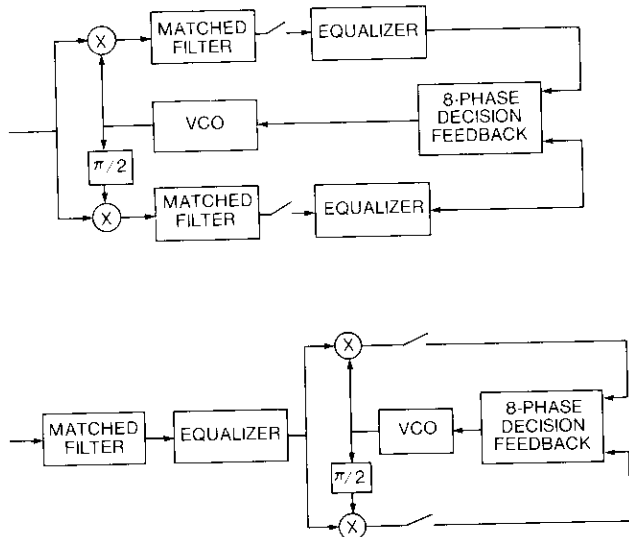 X
MATCHED
FILTER
EQUALIZER
VCO
8-PHASE
DECISION
FEEDBACK
π/2
X
MATCHED
FILTER
EQUALIZER
X
MATCHED
FILTER
EQUALIZER
VCO
8-PHASE
DECISION
FEEDBACK
π/2
X